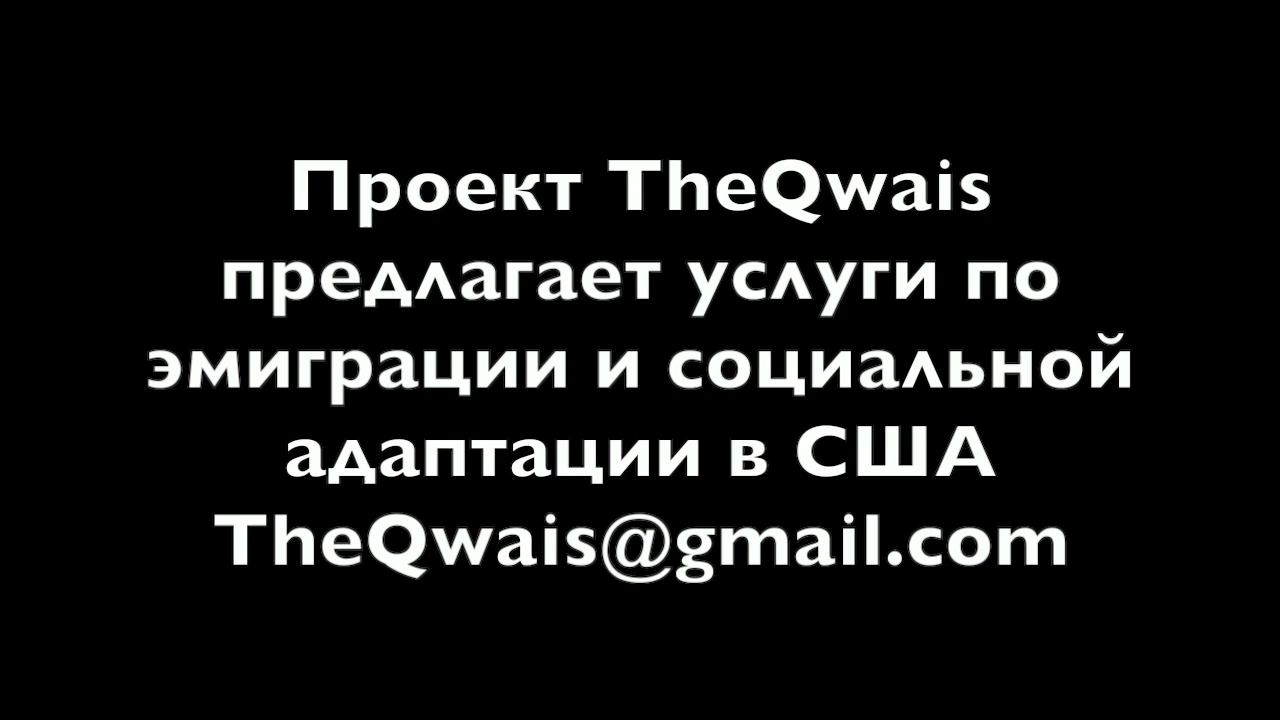 Проект TheQwais
предлагает услуги по
эмиграции и социальной
адаптации в США
TheQwais@gmail.com